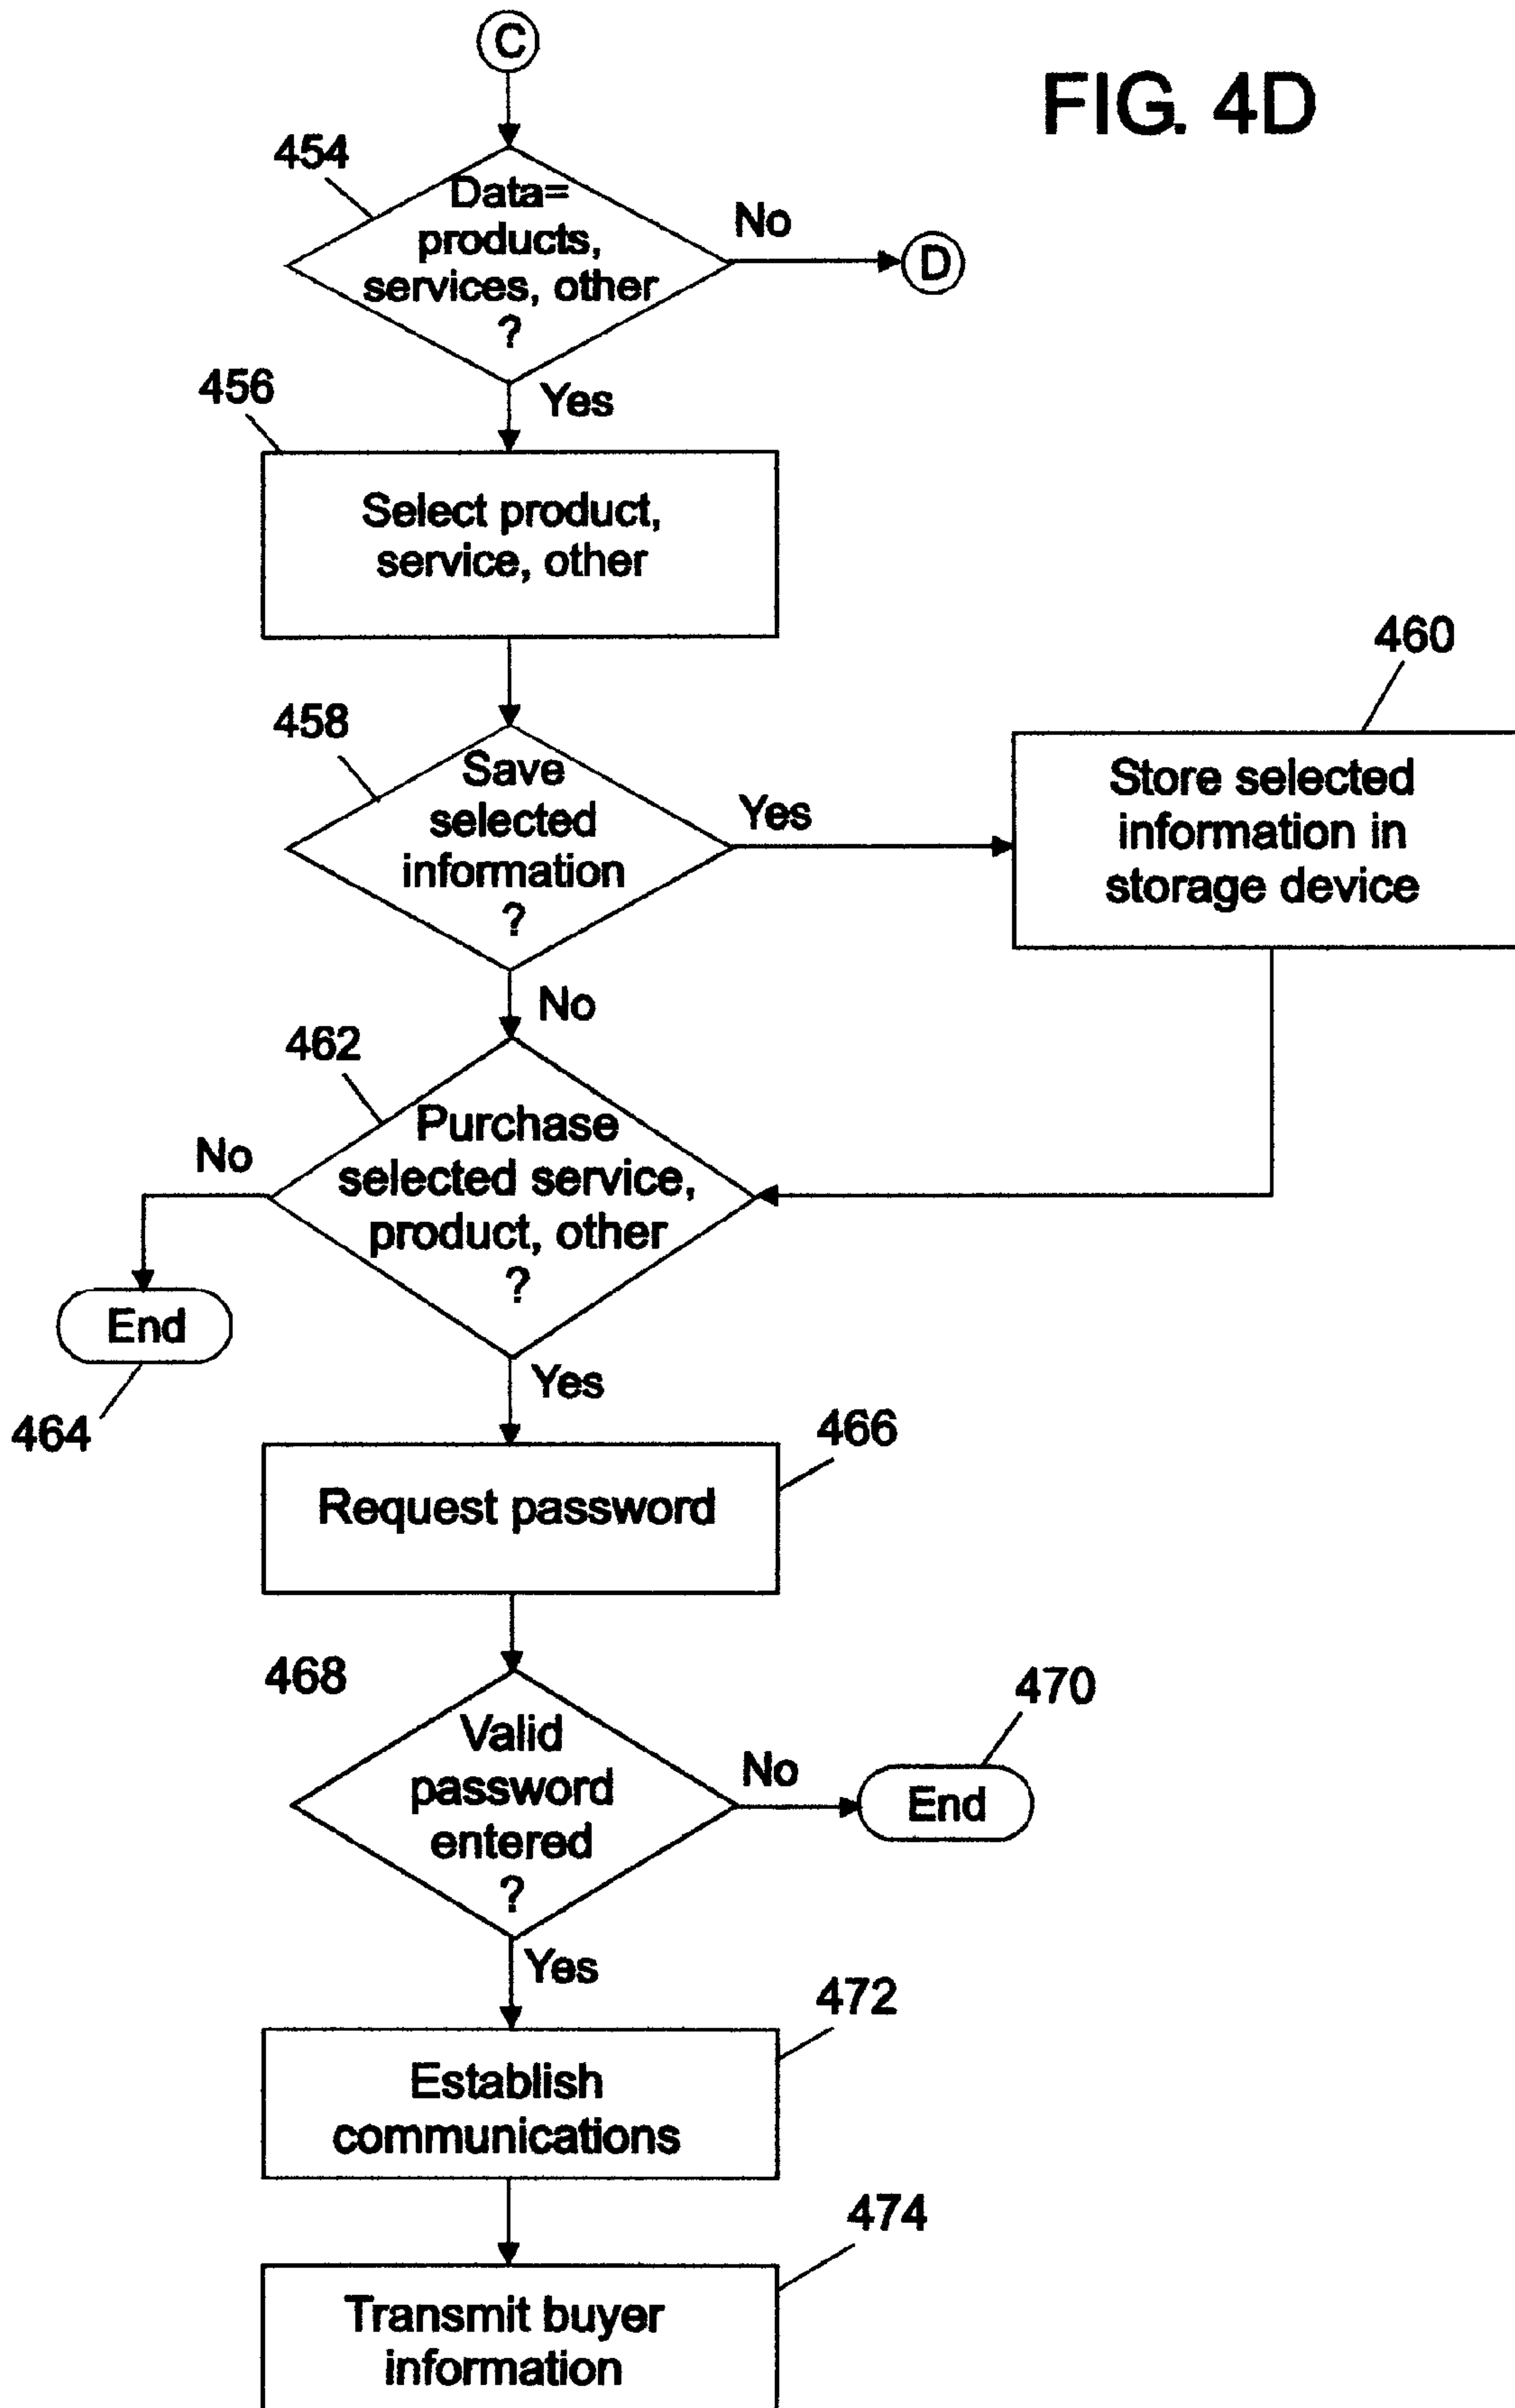 C
FIG. 4D
454
Data=
products,
services, other
?
No
D
Yes
456
Select product,
service, other
458
Save
selected
information
?
Yes
460
Store selected
information in
storage device
No
462
Purchase
selected service,
product, other
?
No
End
464
Yes
466
Request password
468
Valid
password
entered
?
No
470
End
Yes
472
Establish
communications
474
Transmit buyer
information